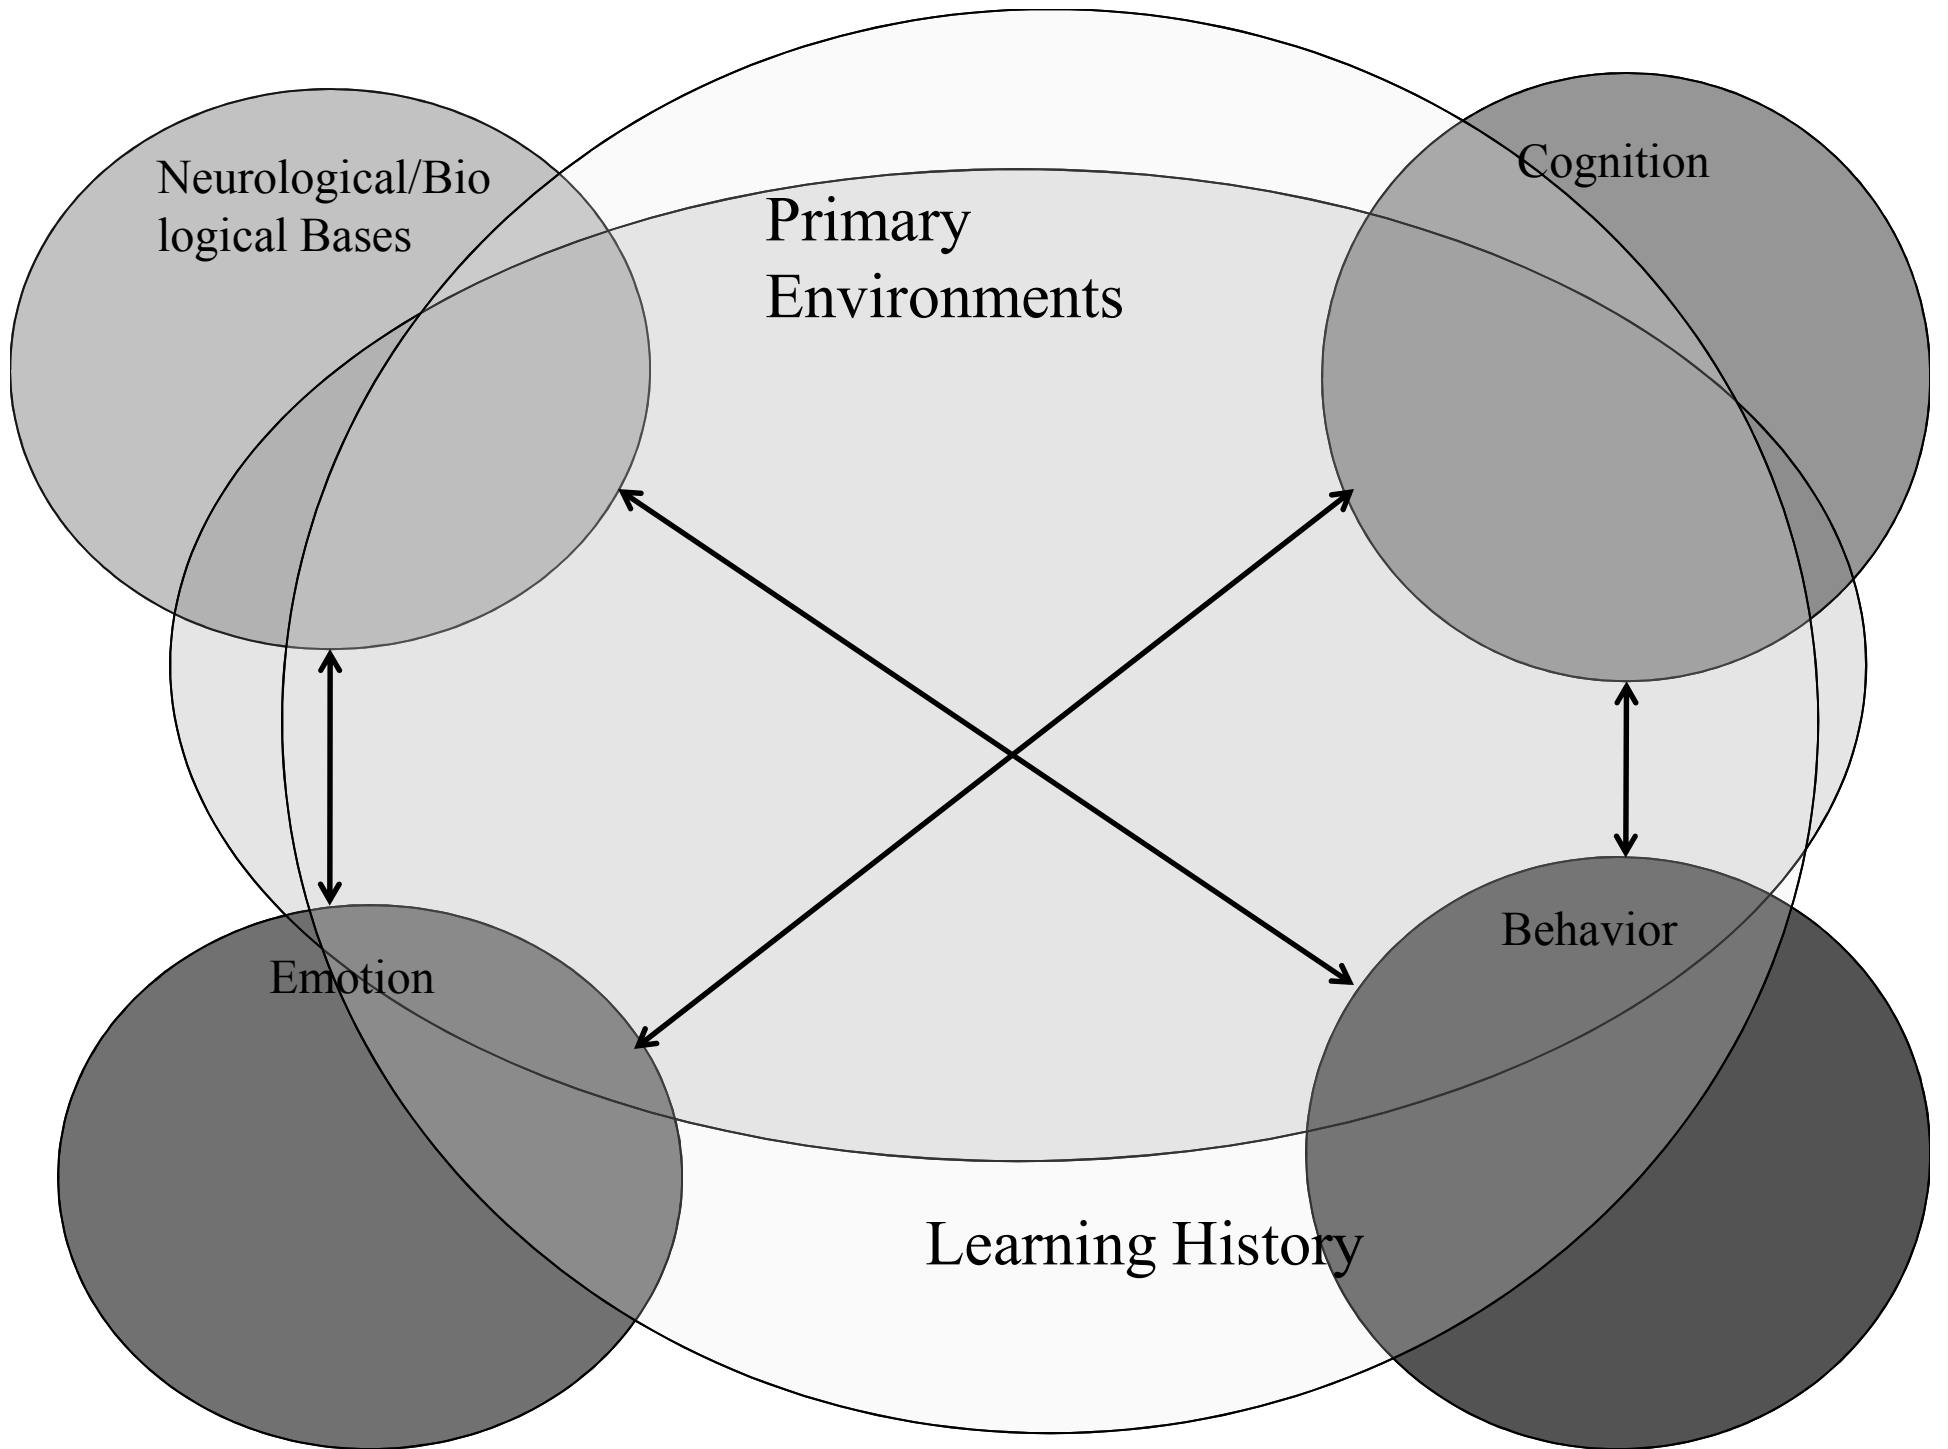 Neurological/Bio
logical Bases
Cognition
Primary
Environments
Emotion
Behavior
Learning History